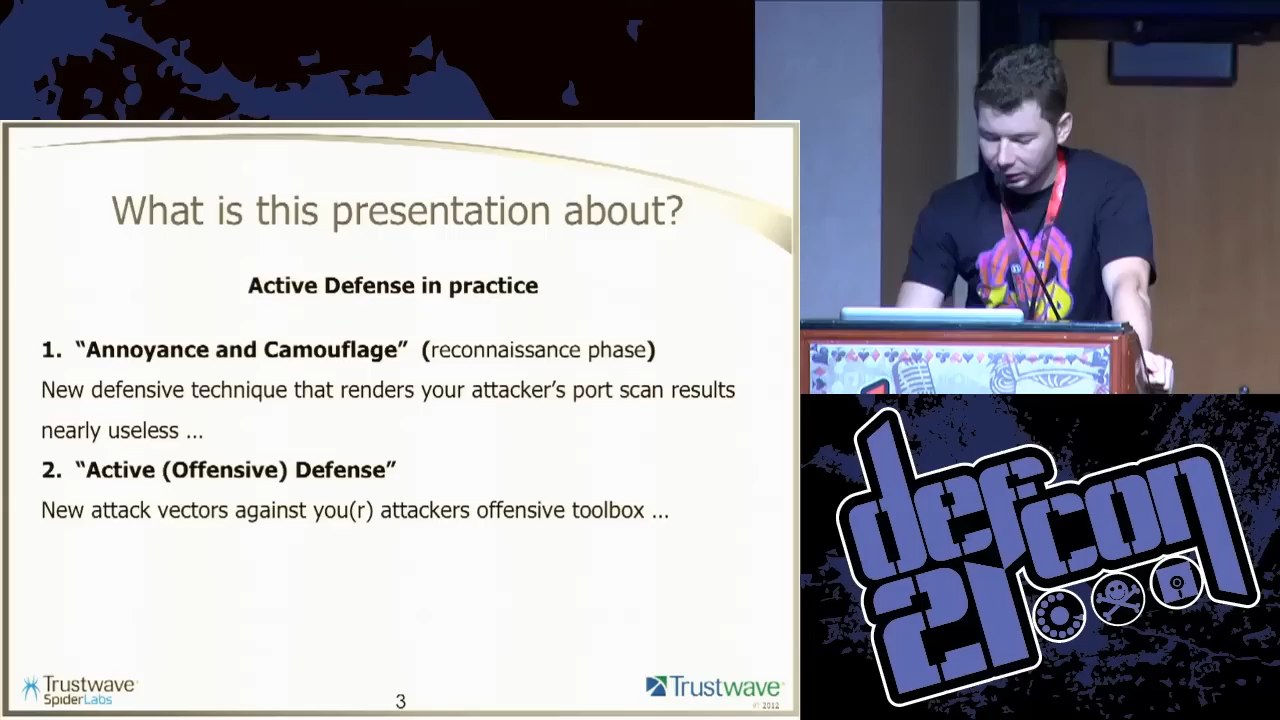 What is this presentation about?
Active Defense in practice
1. “Annoyance and Camouflage” (reconnaissance phase)
New defensive technique that renders your attacker’s port scan results
nearly useless ...
2. “Active (Offensive) Defense”
New attack vectors against you(r) attackers offensive toolbox ...
Trustwave®
SpiderLabs
3
Trustwave®
© 2012
defcon
21